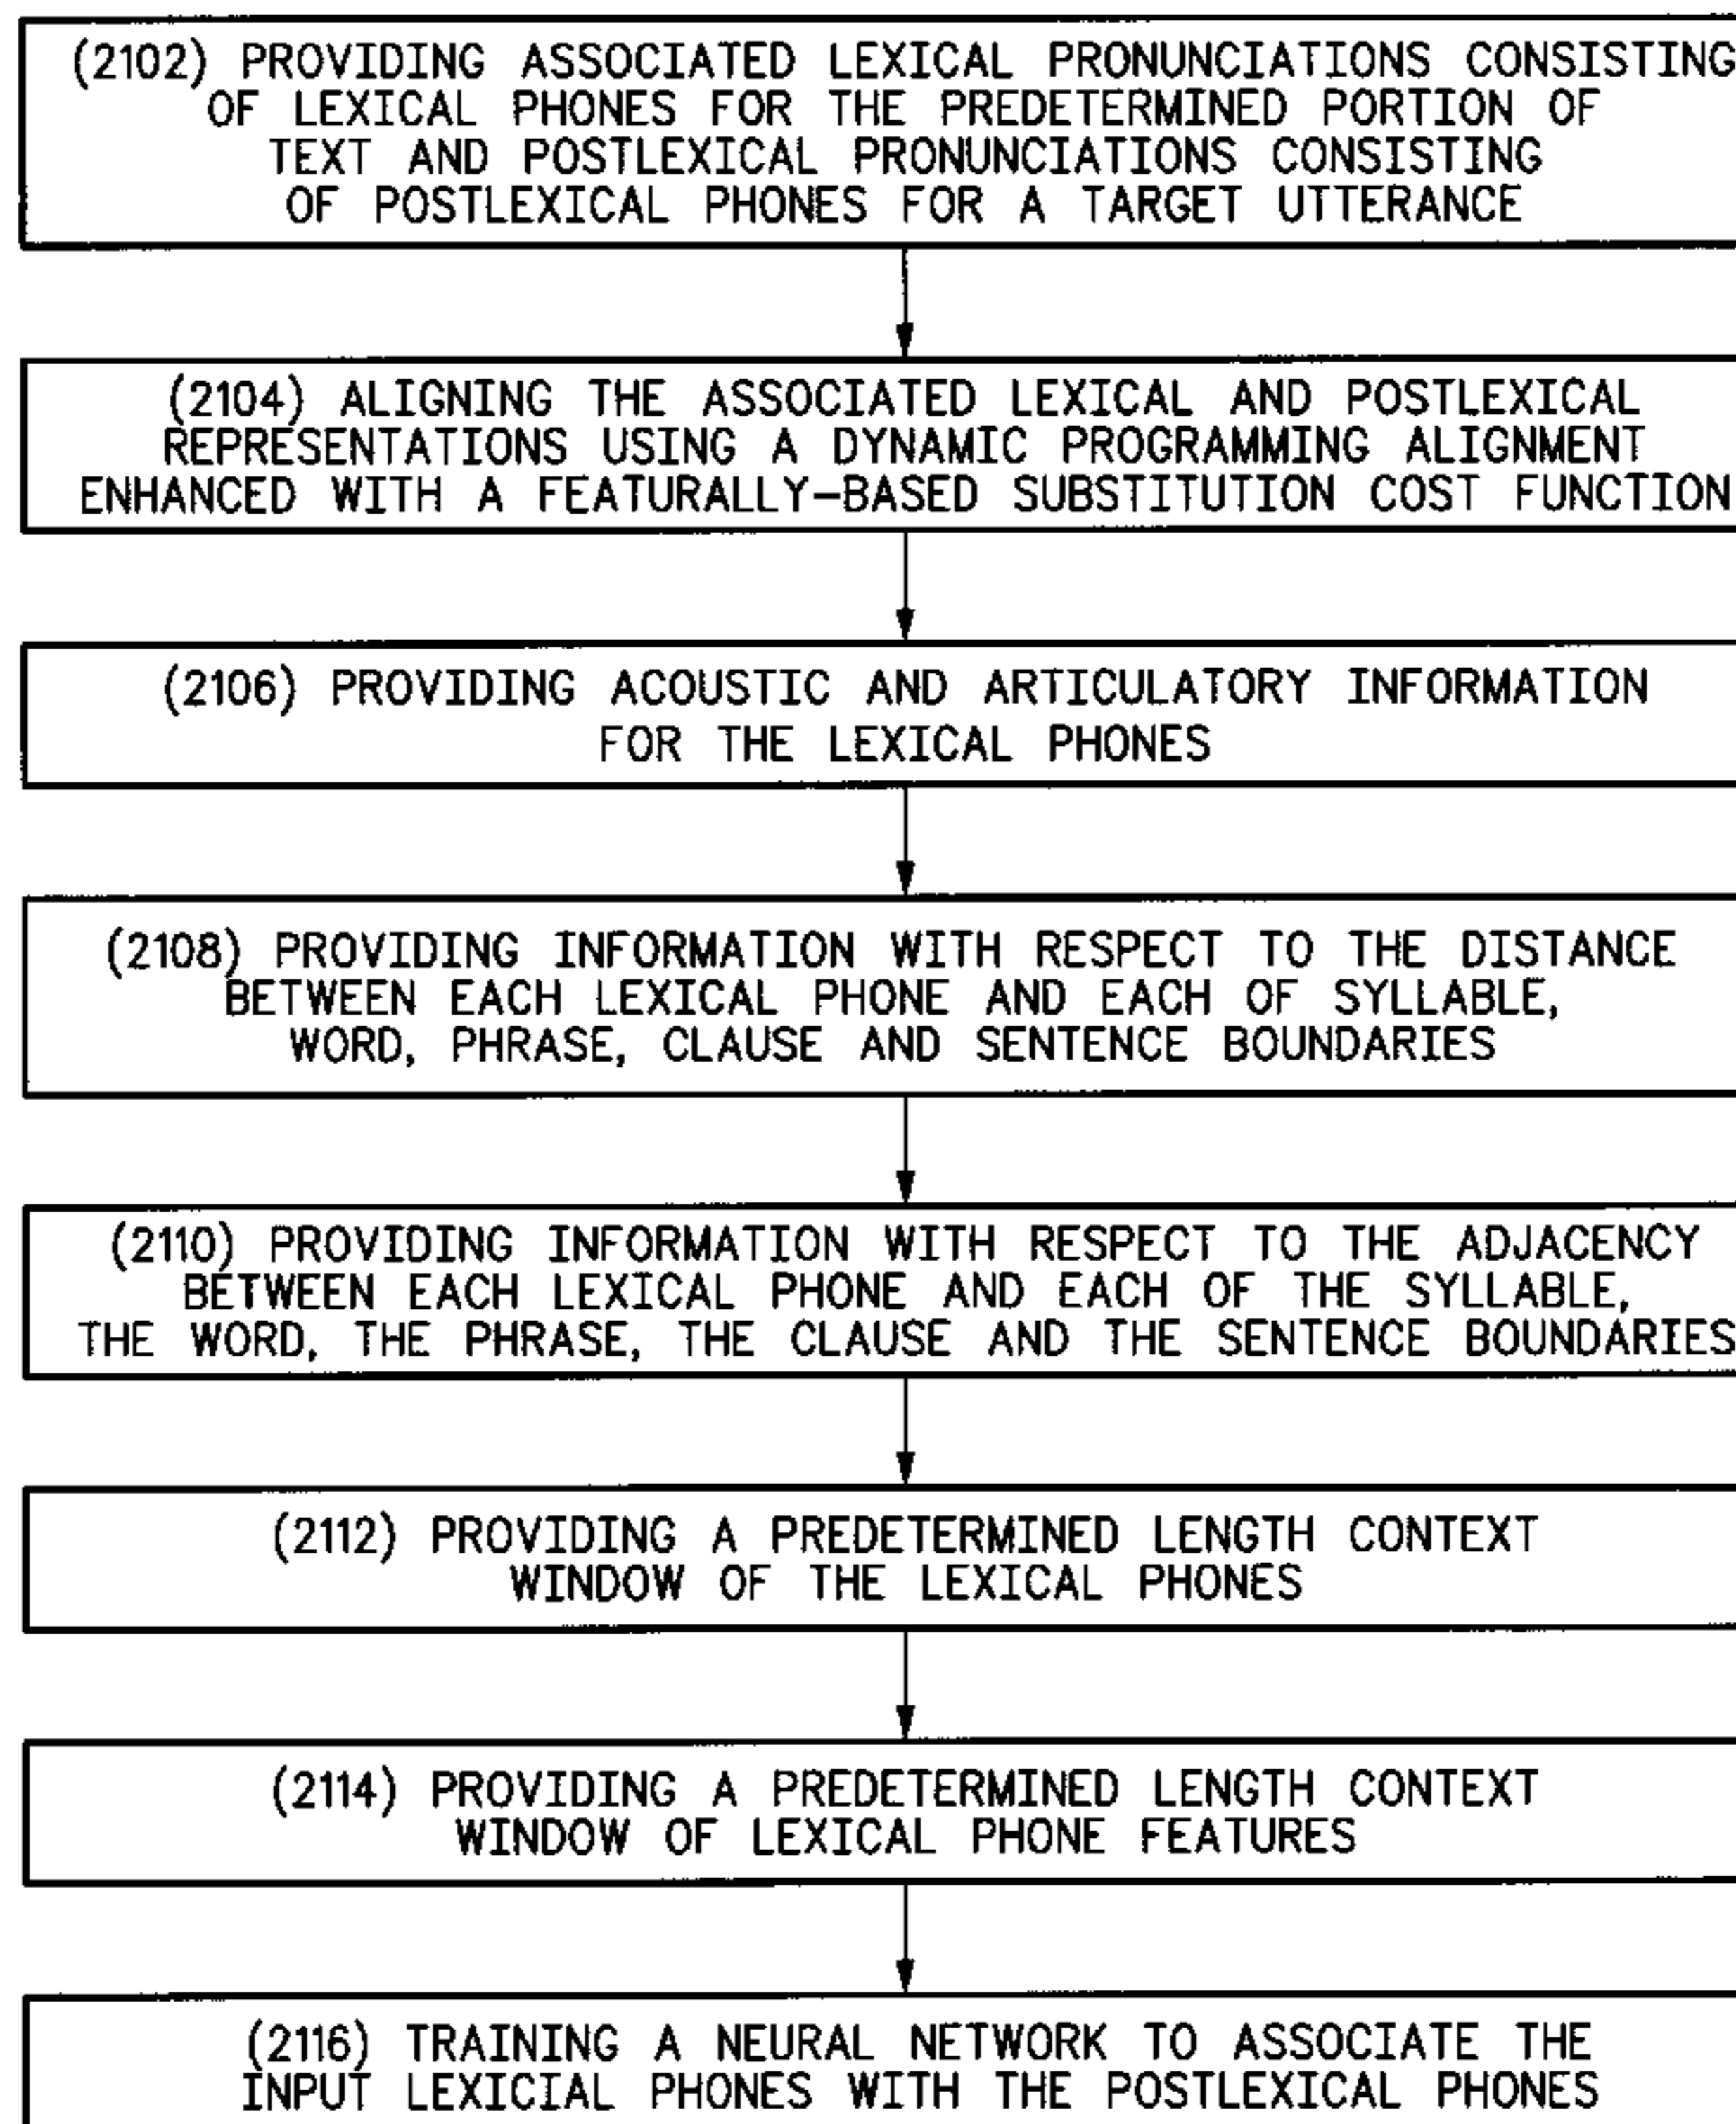 (2102) PROVIDING ASSOCIATED LEXICAL PRONUNCIATIONS CONSISTING
OF LEXICAL PHONES FOR THE PREDETERMINED PORTION OF
TEXT AND POSTLEXICAL PRONUNCIATIONS CONSISTING
OF POSTLEXICAL PHONES FOR A TARGET UTTERANCE
(2104) ALIGNING THE ASSOCIATED LEXICAL AND POSTLEXICAL
REPRESENTATIONS USING A DYNAMIC PROGRAMMING ALIGNMENT
ENHANCED WITH A FEATURALLY-BASED SUBSTITUTION COST FUNCTION
(2106) PROVIDING ACOUSTIC AND ARTICULATORY INFORMATION
FOR THE LEXICAL PHONES
(2108) PROVIDING INFORMATION WITH RESPECT TO THE DISTANCE
BETWEEN EACH LEXICAL PHONE AND EACH OF SYLLABLE,
WORD, PHRASE, CLAUSE AND SENTENCE BOUNDARIES
(2110) PROVIDING INFORMATION WITH RESPECT TO THE ADJACENCY
BETWEEN EACH LEXICAL PHONE AND EACH OF THE SYLLABLE,
THE WORD, THE PHRASE, THE CLAUSE AND THE SENTENCE BOUNDARIES
(2112) PROVIDING A PREDETERMINED LENGTH CONTEXT
WINDOW OF THE LEXICAL PHONES
(2114) PROVIDING A PREDETERMINED LENGTH CONTEXT
WINDOW OF LEXICAL PHONE FEATURES
(2116) TRAINING A NEURAL NETWORK TO ASSOCIATE THE
INPUT LEXICIAL PHONES WITH THE POSTLEXICAL PHONES